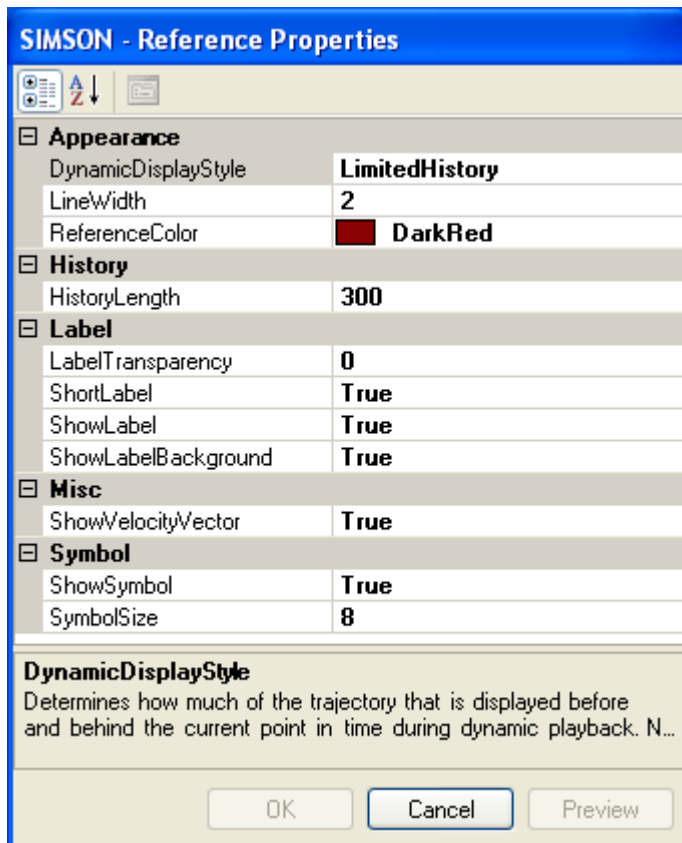 SIMSON - Reference Properties
A
Z
Appearance
DynamicDisplayStyle LimitedHistory
LineWidth 2
ReferenceColor DarkRed
History
HistoryLength 300
Label
LabelTransparency 0
ShortLabel True
ShowLabel True
ShowLabelBackground True
Misc
ShowVelocityVector True
Symbol
ShowSymbol True
SymbolSize 8
DynamicDisplayStyle
Determines how much of the trajectory that is displayed before
and behind the current point in time during dynamic playback. N...
OK Cancel Preview